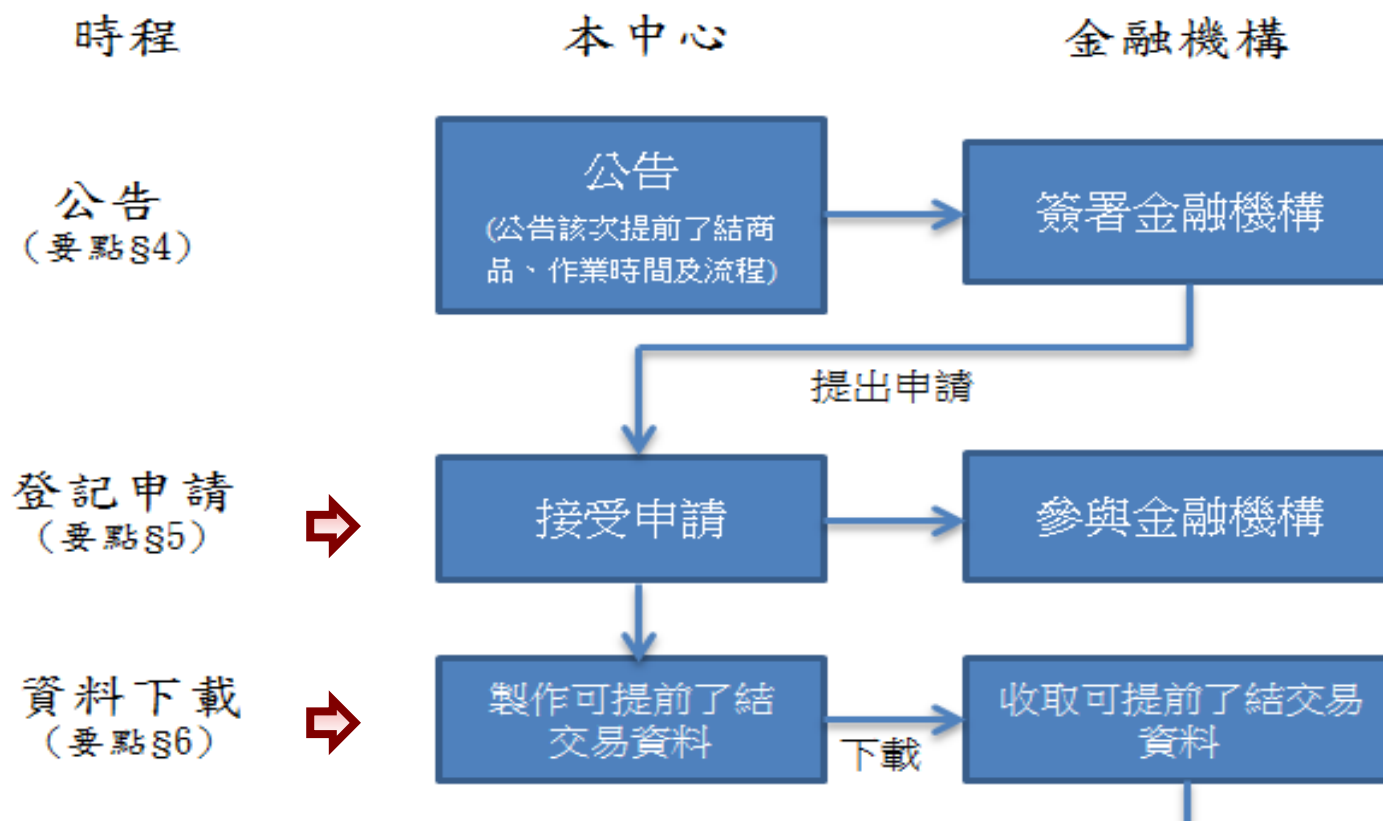 時程
本中心
金融機構
公告
(要點§4)
公告
(公告該次提前了結商
品、作業時間及流程)
簽署金融機構
提出申請
登記申請
(要點§5)
接受申請
參與金融機構
資料下載
(要點§6)
製作可提前了結
交易資料
下載
收取可提前了結交易
資料